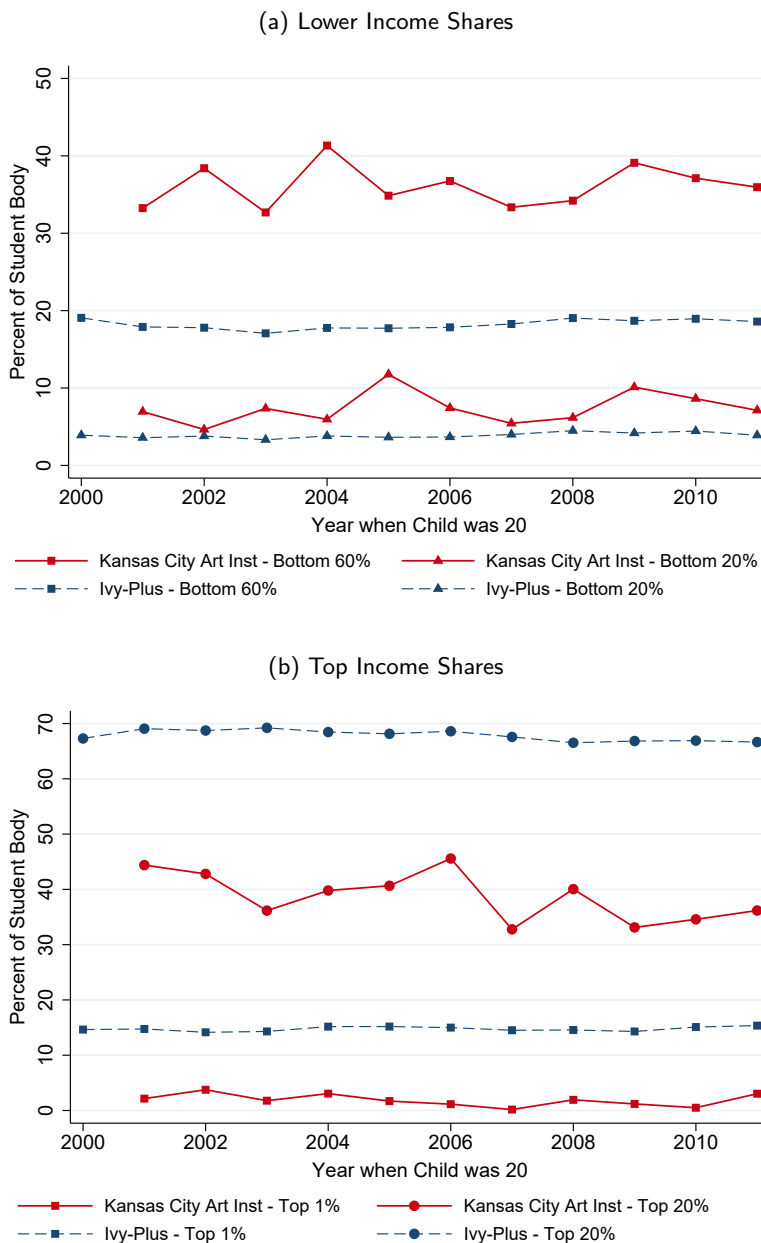 (a) Lower Income Shares
50
40
30
20
10
0
Percent of Student Body
2000 2002 2004 2006 2008 2010
Year when Child was 20
Kansas City Art Inst - Bottom 60% Kansas City Art Inst - Bottom 20%
Ivy-Plus - Bottom 60% Ivy-Plus - Bottom 20%
(b) Top Income Shares
70
60
50
40
30
20
10
0
Percent of Student Body
2000 2002 2004 2006 2008 2010
Year when Child was 20
Kansas City Art Inst - Top 1% Kansas City Art Inst - Top 20%
Ivy-Plus - Top 1% Ivy-Plus - Top 20%